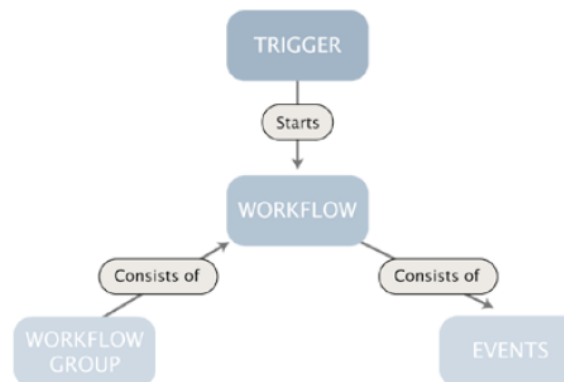 TRIGGER
Starts
WORKFLOW
Consists of
Consists of
WORKFLOW
GROUP
EVENTS